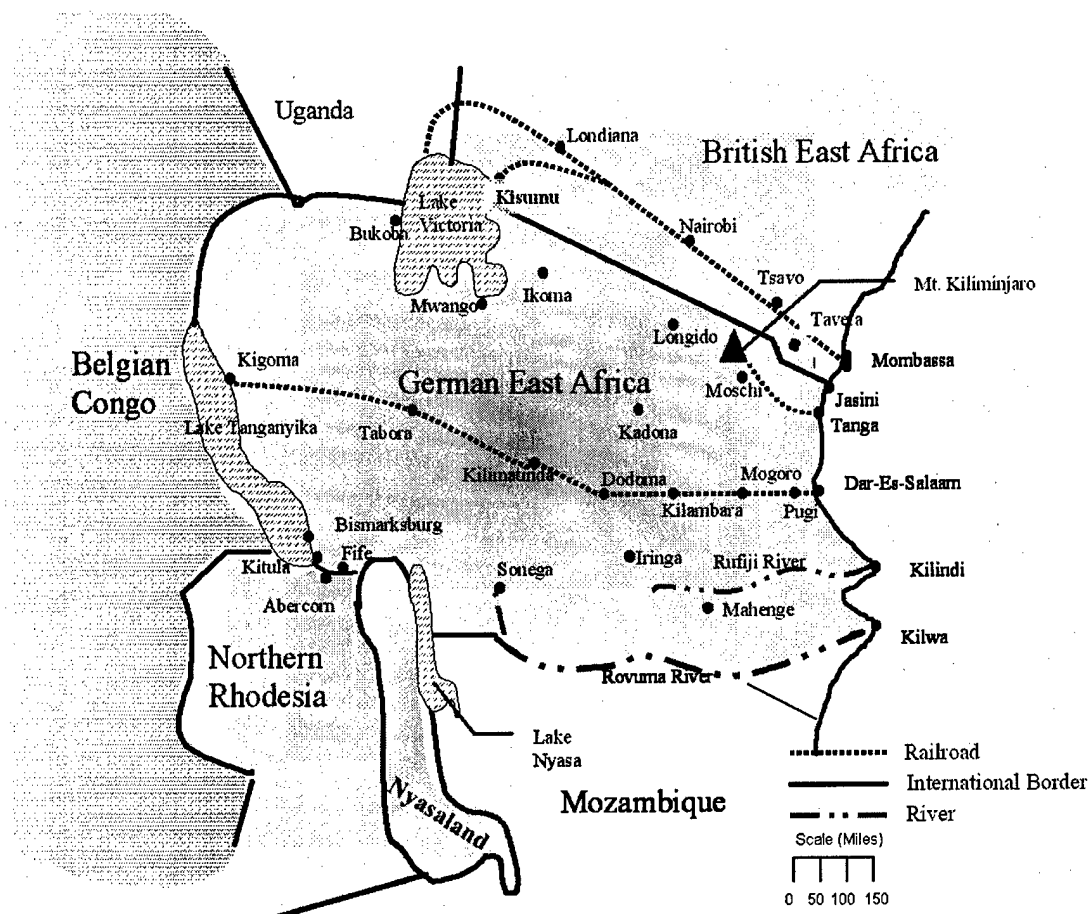 Uganda
Londiana
British East Africa
Kisumu
Lake
Victoria
Bukoba
Nairobi
Tsavo
Mt. Kiliminjaro
Ikoma
Mwango
Taveta
Longido
Belgian
Congo
Kigoma
German East Africa
Mombassa
Moschi
Jasini
Tanga
Lake Tanganyika
Tabora
Kadona
Kilimatinda
Dodoma
Mogoro
Dar-Es-Salaam
Kilambara
Pugi
Bismarksburg
Fife
Kitula
Sonega
Iringa
Rufiji River
Kilindi
Abercorn
Mahenge
Kilwa
Northern
Rhodesia
Rovuma River
Lake
Nyasa
Railroad
International Border
Nyasaland
Mozambique
River
Scale (Miles)
0 50 100 150